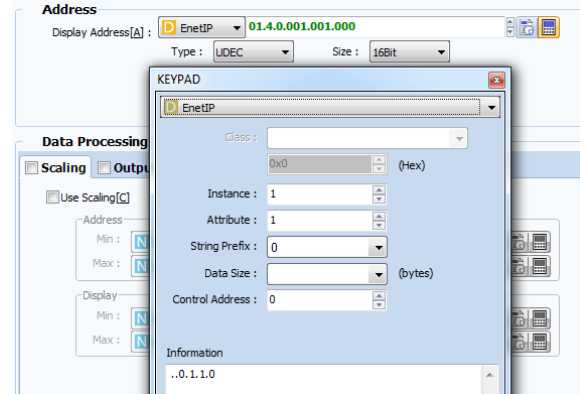 Address
Display Address[A] : D EnetIP 01.4.0.001.001.000
Type : UDEC Size : 16Bit
KEYPAD
D EnetIP
Class :
0x0 (Hex)
Instance : 1
Attribute : 1
String Prefix : 0
Data Size : (bytes)
Control Address : 0
Information
..0.1.1.0
Data Processing
Scaling Outpu
Use Scaling[C]
Address
Min : N
Max : N
Display
Min : N
Max : N